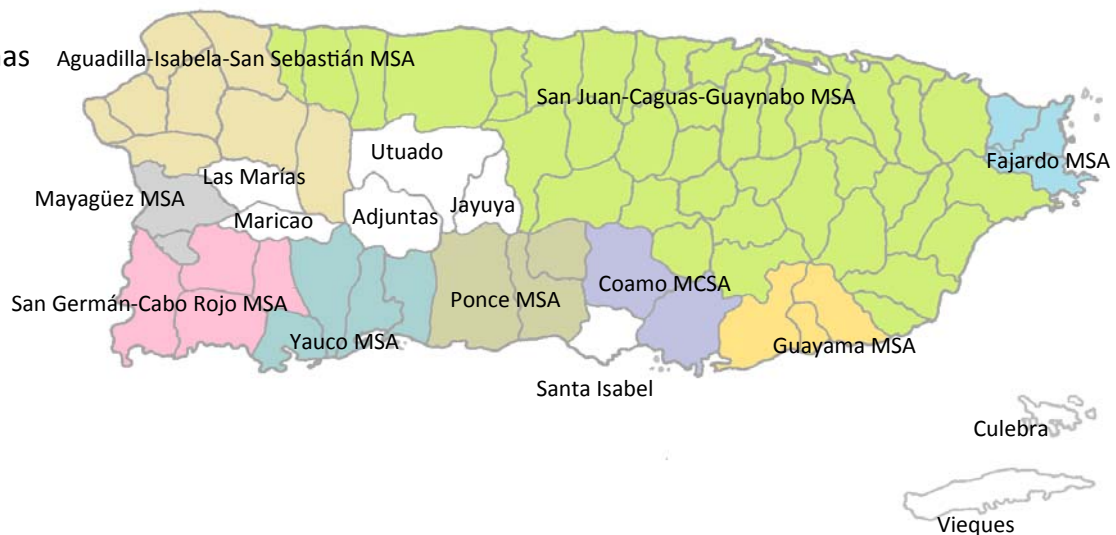 Aguadilla-Isabela-San Sebastián MSA
San Juan-Caguas-Guaynabo MSA
Utuado
Fajardo MSA
Las Marías
Mayagüez MSA
Jayuya
Adjuntas
Maricao
Coamo MCSA
San Germán-Cabo Rojo MSA
Ponce MSA
Yauco MSA
Guayama MSA
Santa Isabel
Culebra
Vieques